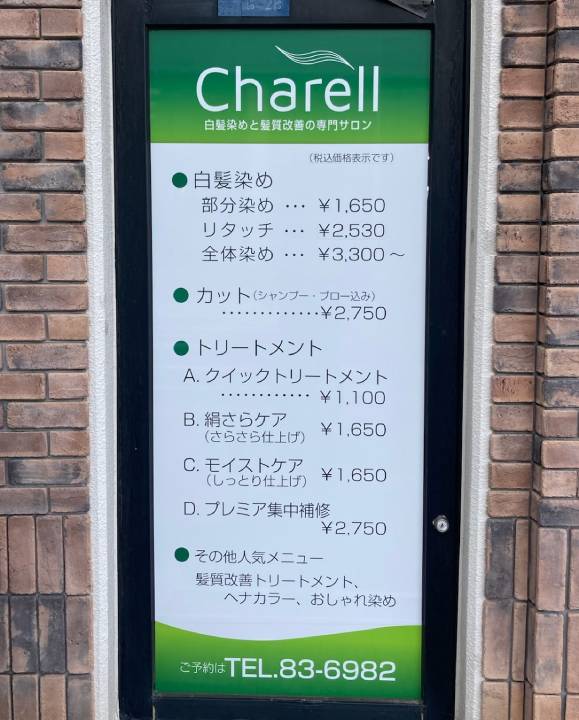 Charell
白髪染めと髪質改善の専門サロン
(税込価格表示です)
●白髪染め
部分染め ･･･ ¥1,650
リタッチ ･･･ ¥2,530
全体染め ･･･ ¥3,300～
●カット(シャンプー・ブロー込み)
･････････････¥2,750
●トリートメント
A. クイックトリートメント
････････････ ¥1,100
B. 絹さらケア ¥1,650
(さらさら仕上げ)
C. モイストケア ¥1,650
(しっとり仕上げ)
D. プレミア集中補修
¥2,750
●その他人気メニュー
髪質改善トリートメント、
ヘナカラー、おしゃれ染め
ご予約はTEL.83-6982